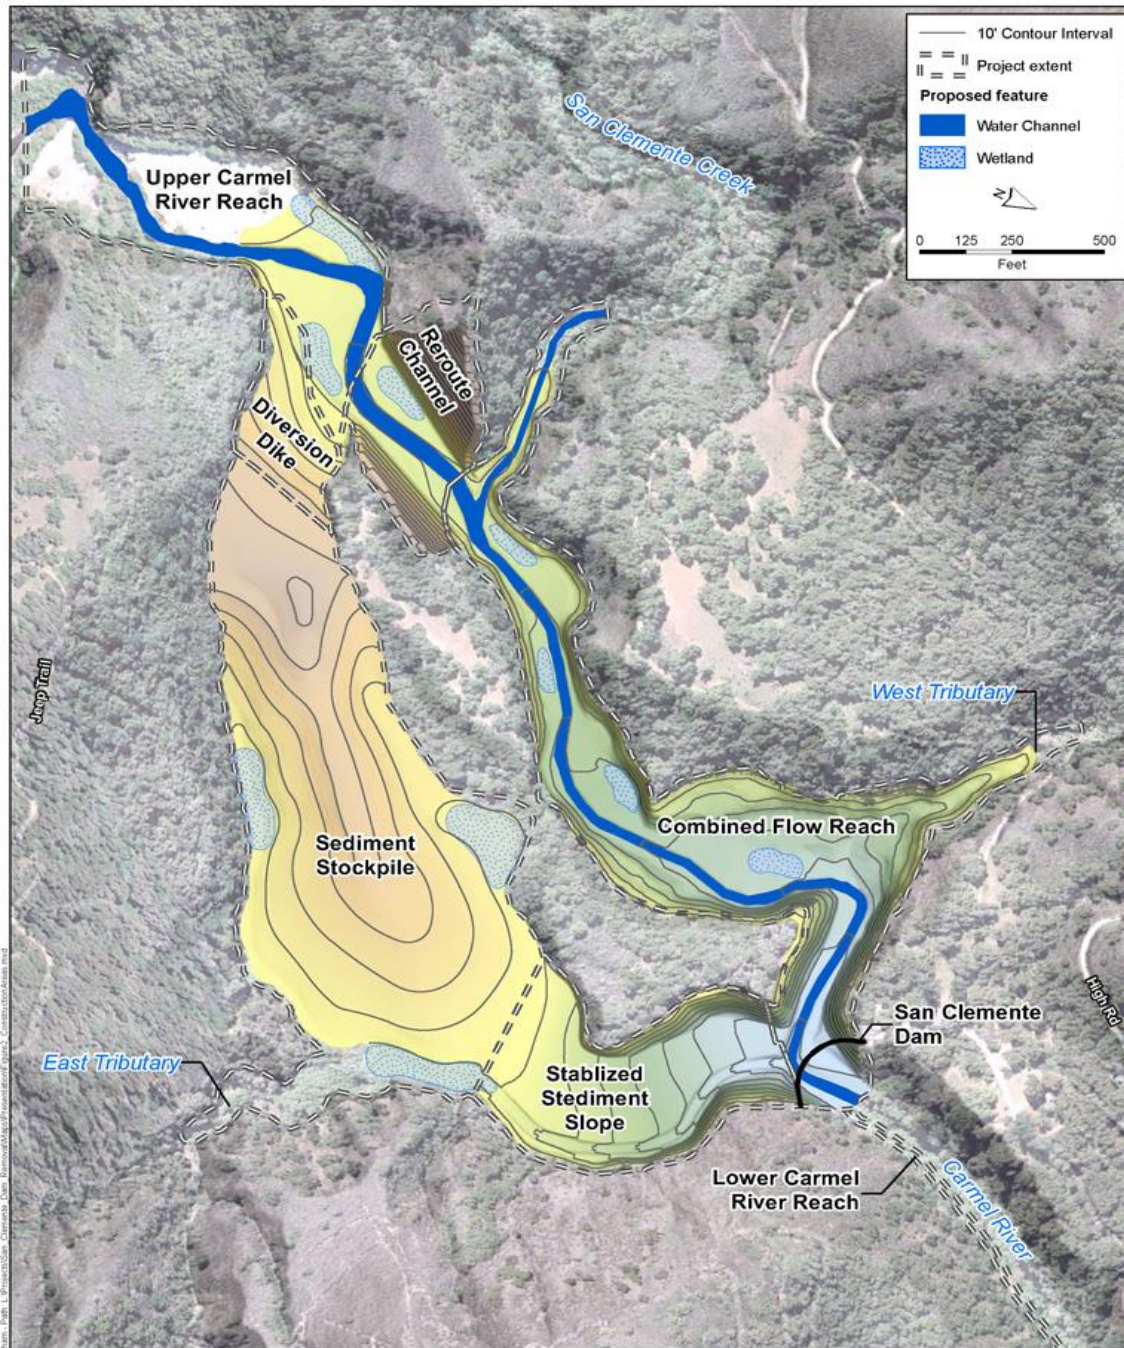 10' Contour Interval
Project extent
Proposed feature
Water Channel
Wetland
N
0 125 250 500
Feet
San Clemente Creek
Upper Carmel
River Reach
Reroute
Channel
Diversion
Dike
Jeep Trail
West Tributary
Combined Flow Reach
Sediment
Stockpile
High Rd
San Clemente
Dam
East Tributary
Stablized
Stediment
Slope
Lower Carmel
River Reach
Carmel River